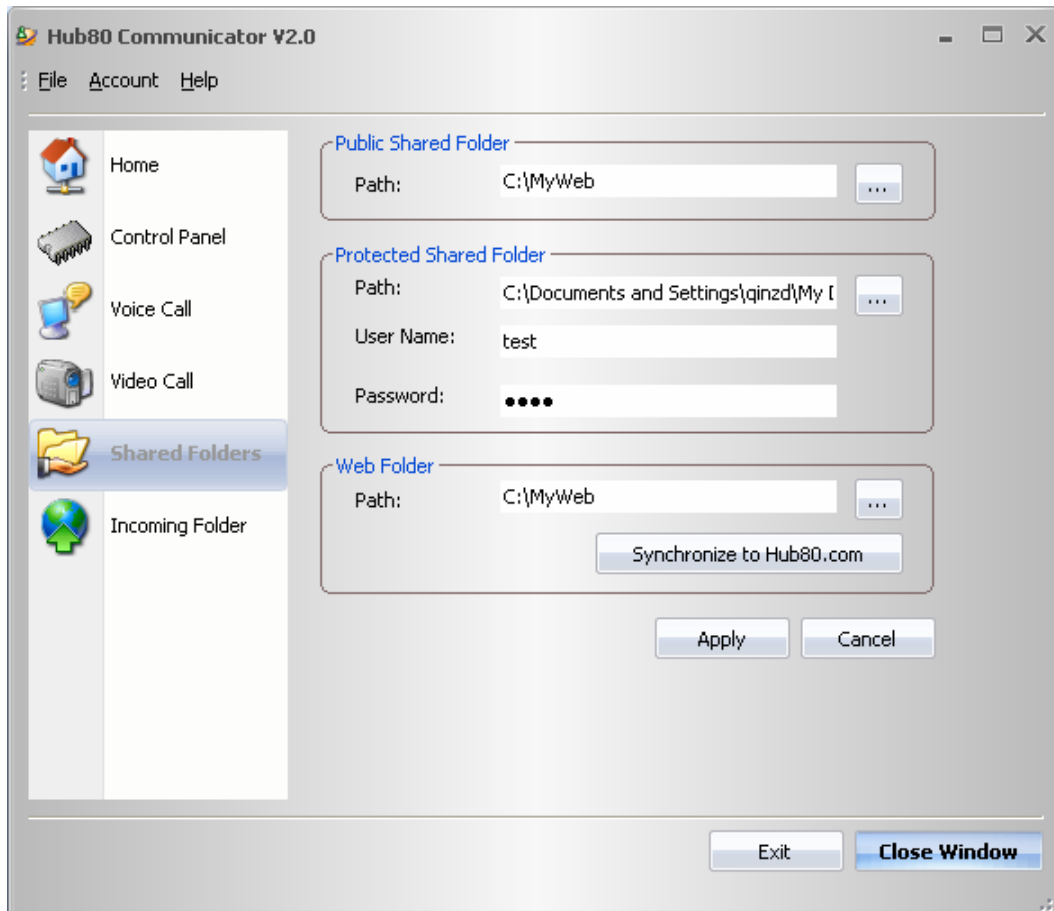 Hub80 Communicator V2.0
File Account Help
Home
Control Panel
Voice Call
Video Call
Shared Folders
Incoming Folder
Public Shared Folder
Path: C:\MyWeb ...
Protected Shared Folder
Path: C:\Documents and Settings\qinzd\My ...
User Name: test
Password: ●●●●
Web Folder
Path: C:\MyWeb ...
Synchronize to Hub80.com
Apply Cancel
Exit Close Window